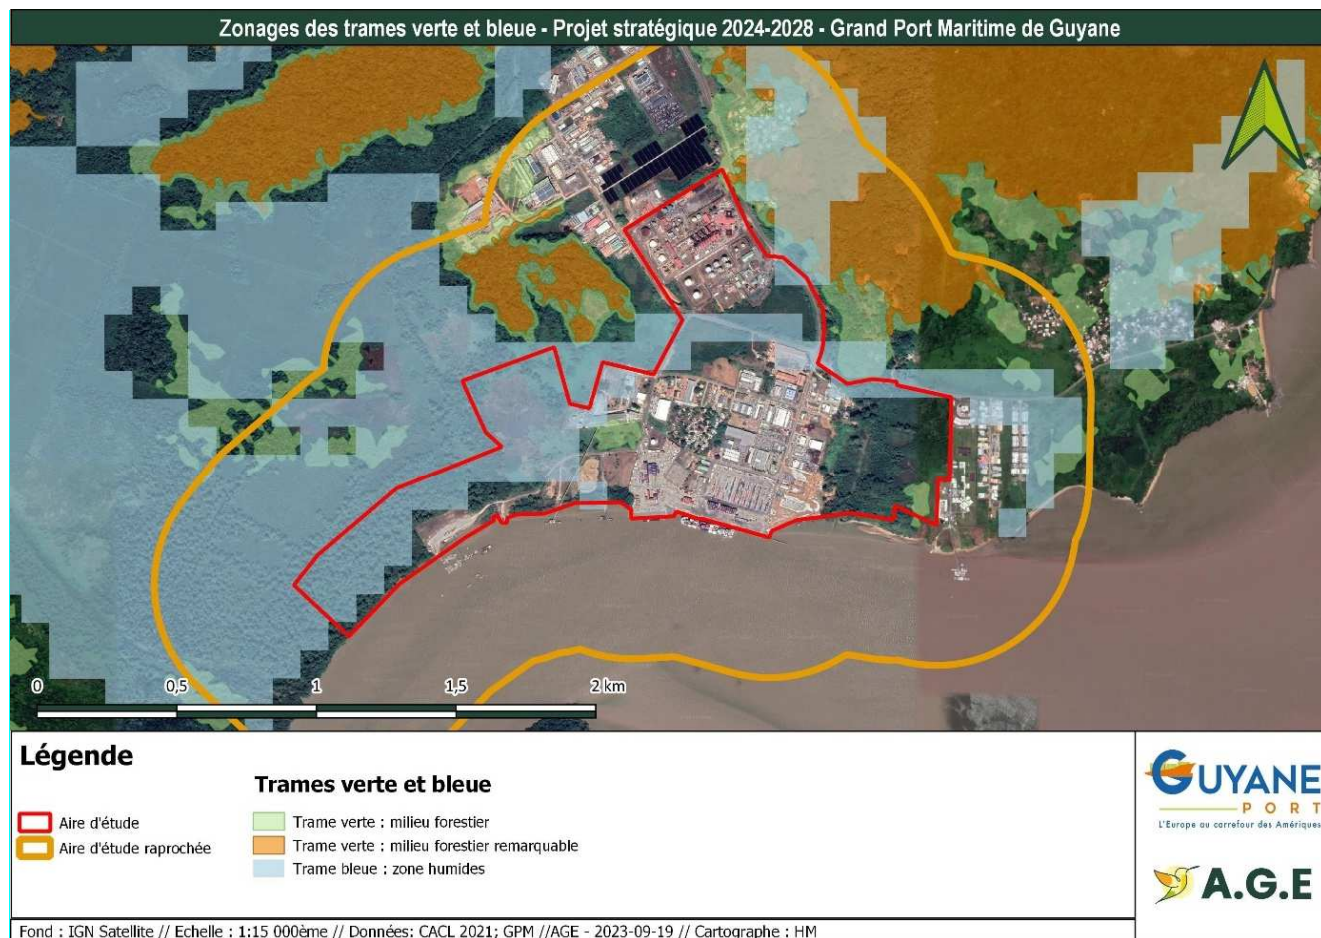 Zonages des trames verte et bleue - Projet stratégique 2024-2028 - Grand Port Maritime de Guyane
0 0,5 1 1,5 2 km
Légende
Trames verte et bleue
Aire d'étude
Aire d'étude raprochée
Trame verte : milieu forestier
Trame verte : milieu forestier remarquable
Trame bleue : zone humides
GUYANE
PORT
L'Europe au carrefour des Amériques
A.G.E
Fond : IGN Satellite // Echelle : 1:15 000ème // Données: CACL 2021; GPM //AGE - 2023-09-19 // Cartographe : HM